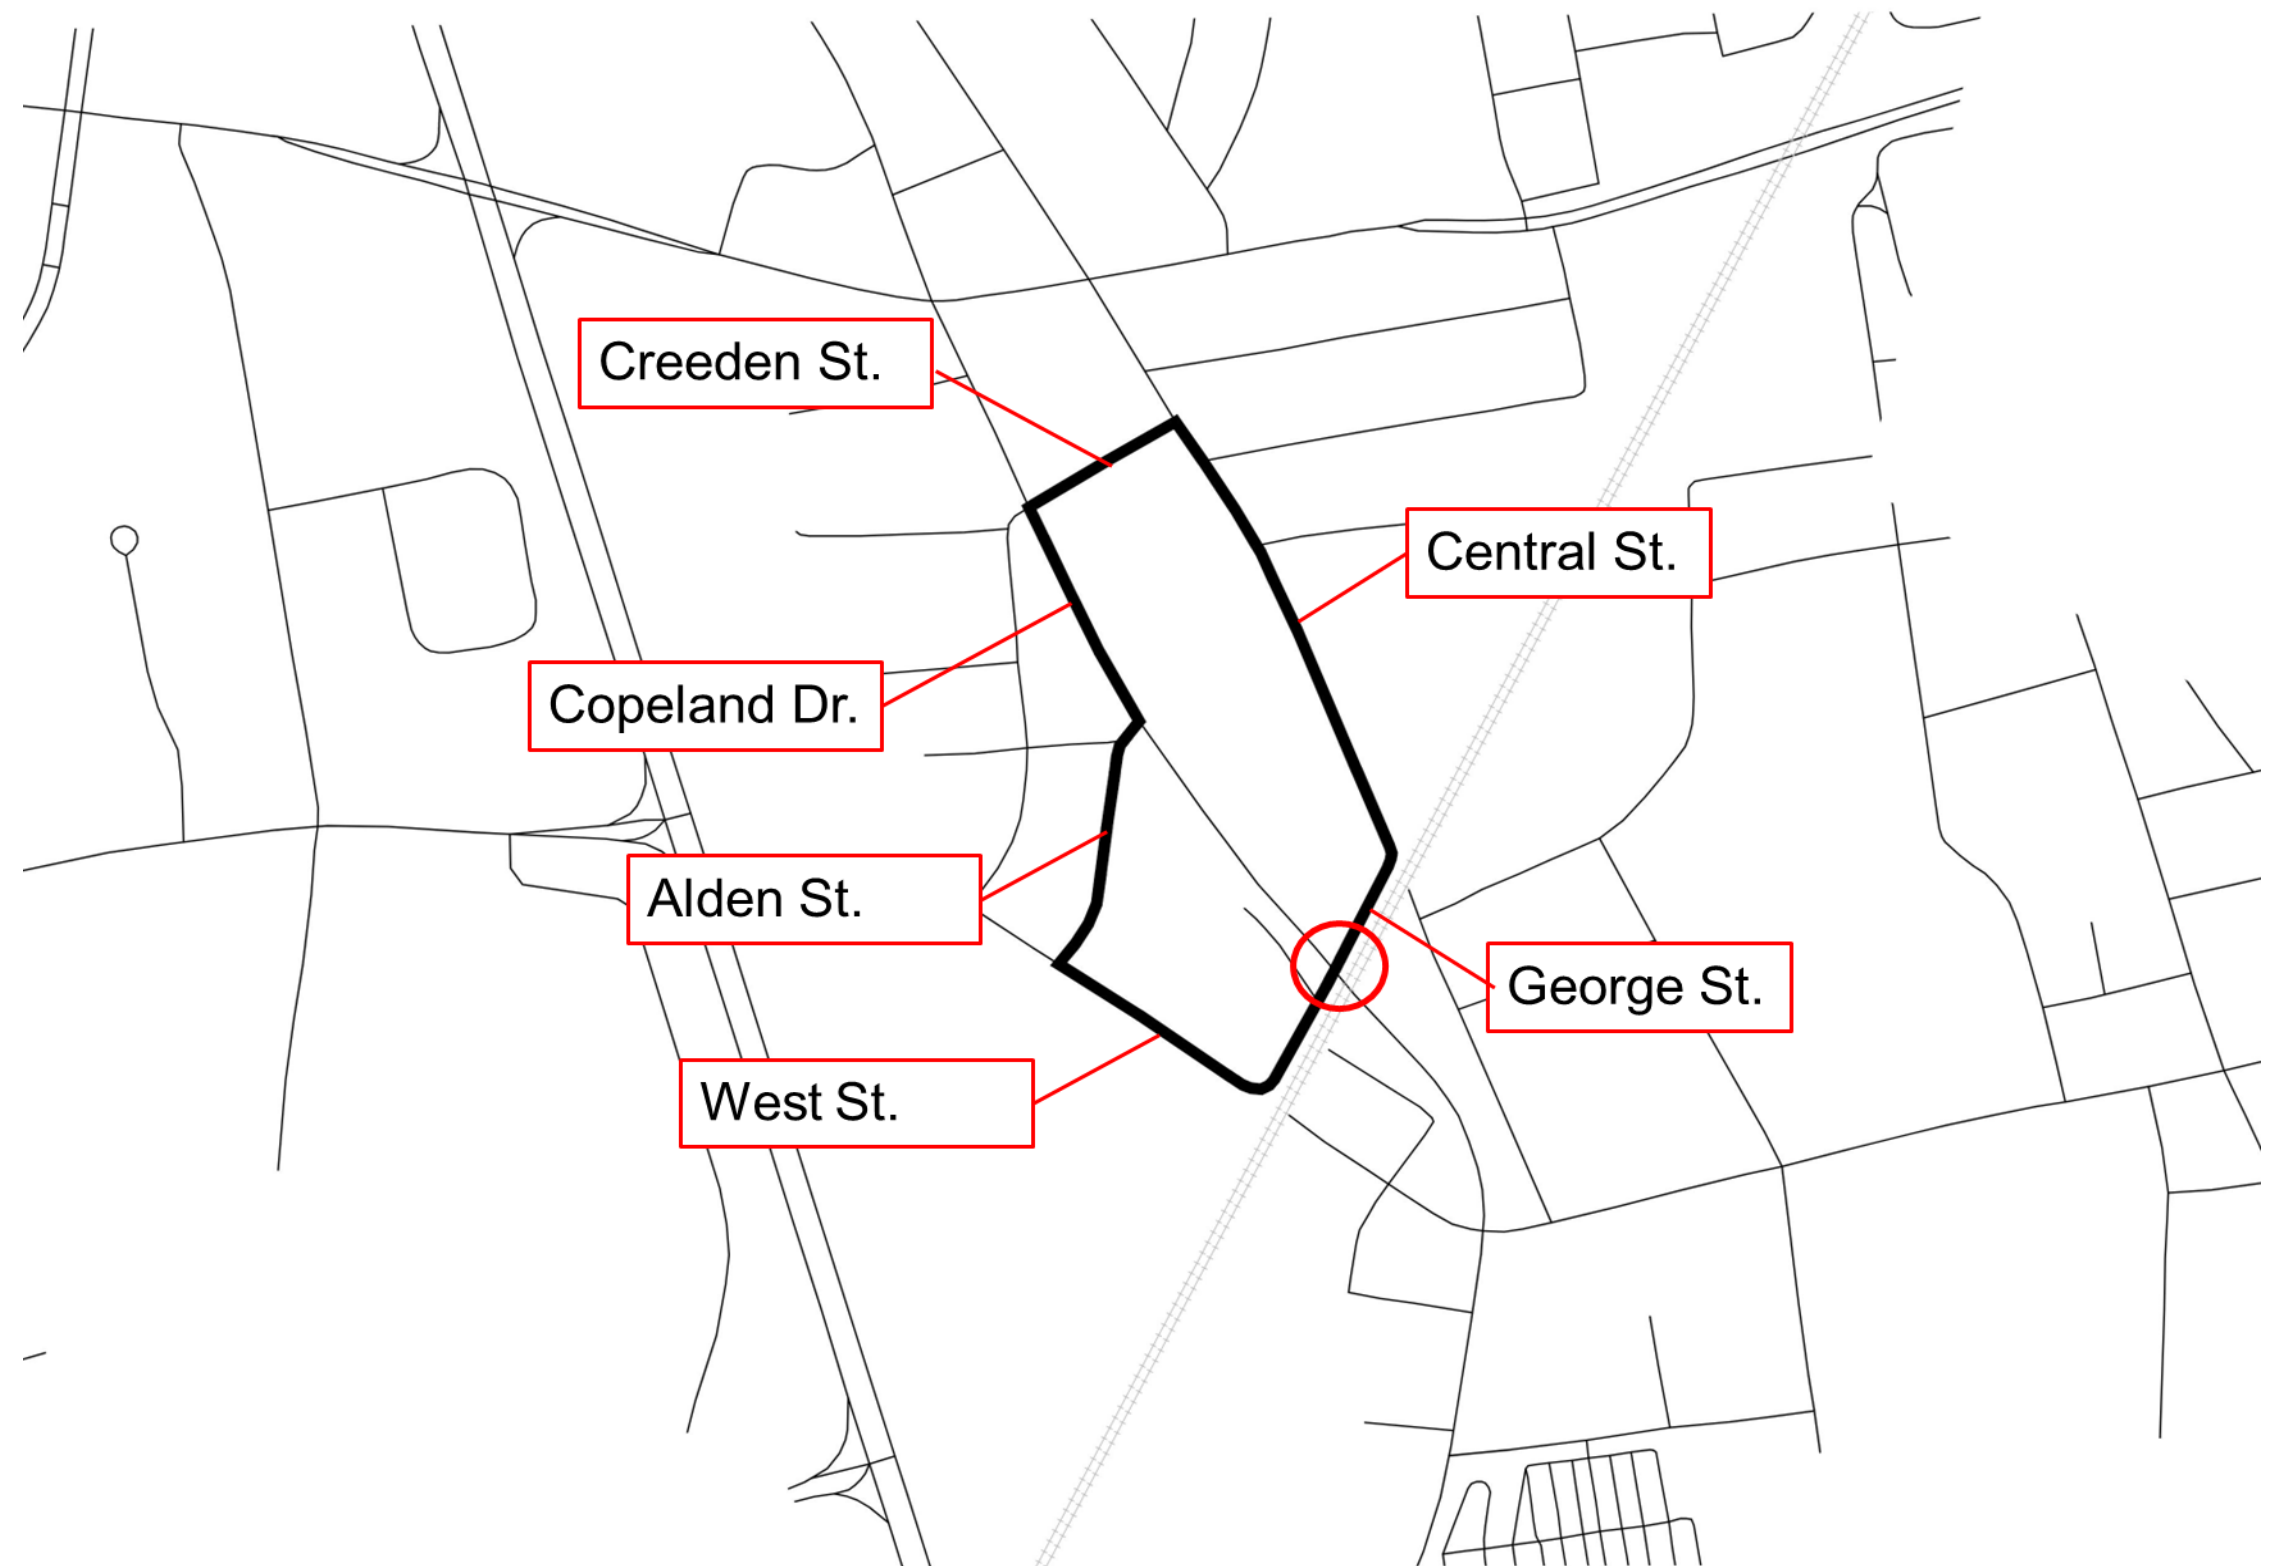 Creeden St.
Central St.
Copeland Dr.
Alden St.
George St.
West St.